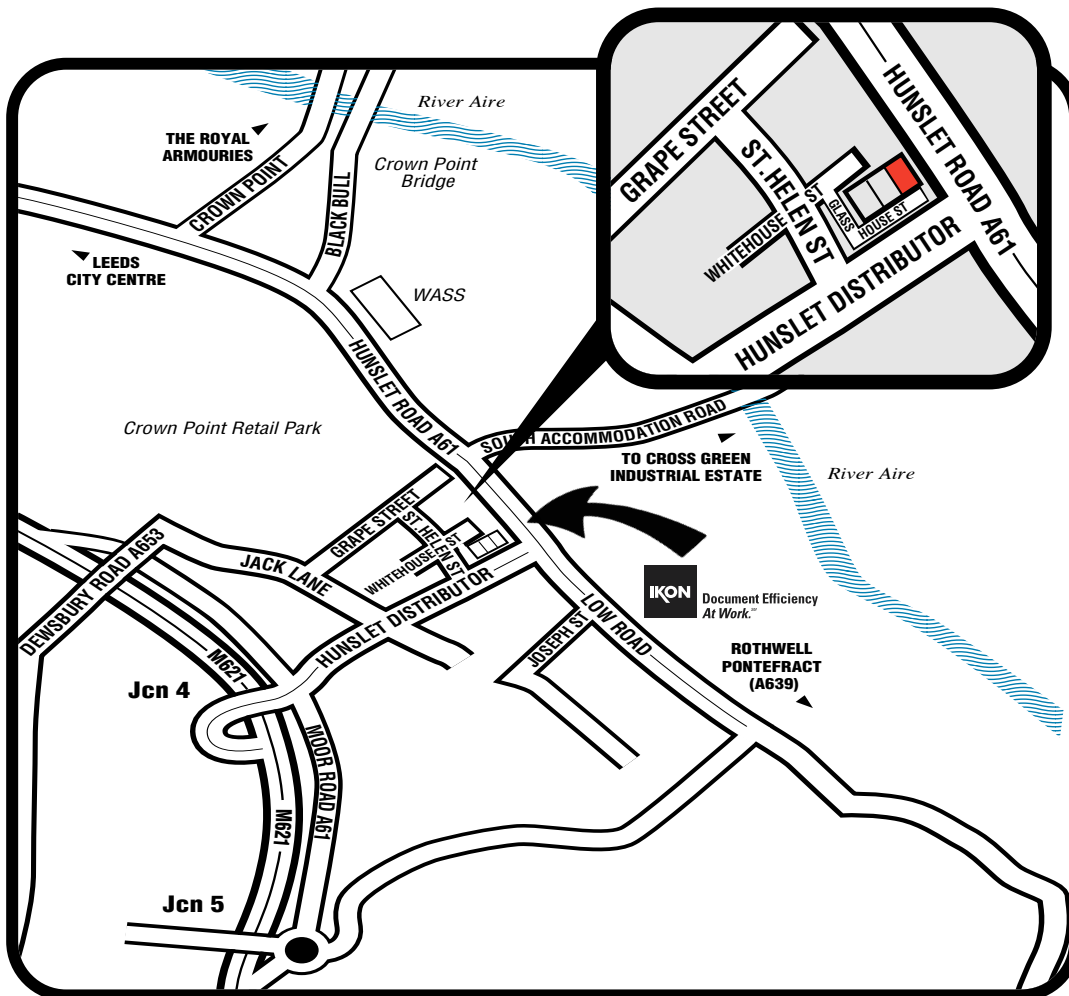 River Aire
THE ROYAL
ARMOURIES
CROWN POINT
Crown Point
Bridge
BLACK BULL
LEEDS
CITY CENTRE
WASS
HUNSLET ROAD A61
Crown Point Retail Park
GRAPE STREET
ST. HELEN ST
WHITEHOUSE ST
GLASS
HOUSE ST
HUNSLET ROAD A61
HUNSLET DISTRIBUTOR
SOUTH ACCOMMODATION ROAD
TO CROSS GREEN
INDUSTRIAL ESTATE
River Aire
GRAPE STREET
ST. HELEN ST
WHITEHOUSE ST
DEWSBURY ROAD A653
JACK LANE
HUNSLET DISTRIBUTOR
IKON
Document Efficiency
At Work.
LOW ROAD
JOSEPH ST
ROTHWELL
PONTEFRACT
(A639)
M621
Jcn 4
MOOR ROAD A61
M621
Jcn 5